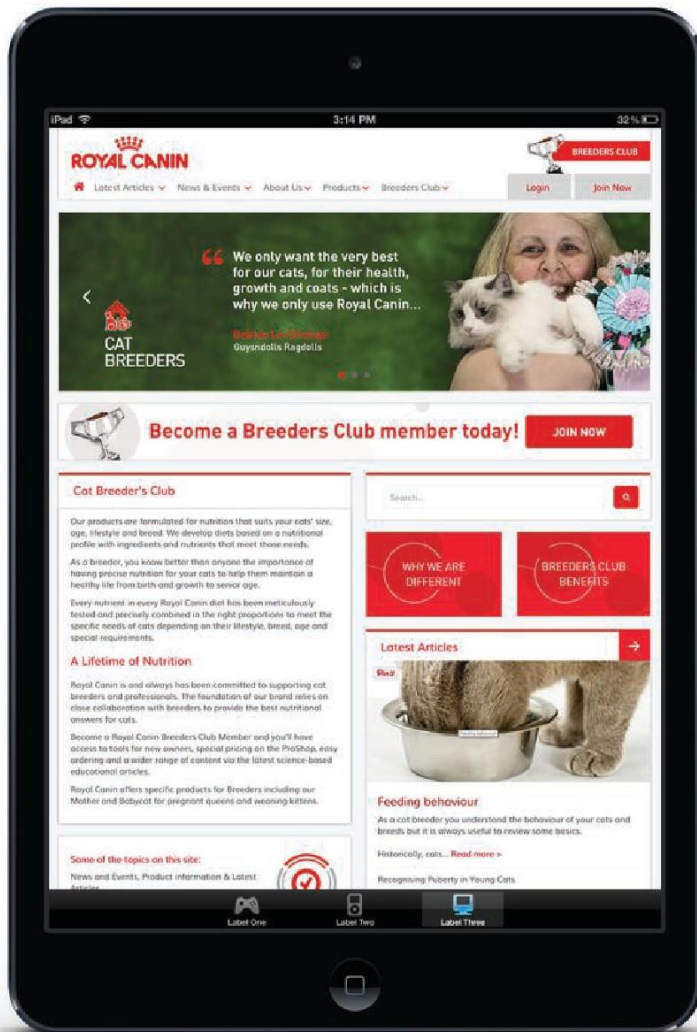 iPad
3:14 PM
32%
ROYAL CANIN
BREEDERS CLUB
Latest Articles
News & Events
About Us
Products
Breeders Club
Login
Join Now
We only want the very best
for our cats, for their health,
growth and coats - which is
why we only use Royal Canin...
Guysndolls Ragdolls
CAT
BREEDERS
Become a Breeders Club member today!
JOIN NOW
Cat Breeder's Club
Our products are formulated for nutrition that suits your cats' size,
age, lifestyle and breed. We develop diets based on a nutritional
profile with ingredients and nutrients that meet those needs.
As a breeder, you know better than anyone the importance of
having precise nutrition for your cats to help them maintain a
healthy life from birth and growth to senior age.
Every nutrient in every Royal Canin diet has been meticulously
tested and precisely combined in the right proportions to meet the
specific needs of cats depending on their lifestyle, breed, age and
special requirements.
A Lifetime of Nutrition
Royal Canin is and always has been committed to supporting cat
breeders and professionals. The foundation of our brand relies on
close collaboration with breeders to provide the best nutritional
answers for cats.
Become a Royal Canin Breeders Club Member and you'll have
access to tools for new owners, special pricing on the ProShop, easy
ordering and a wider range of content via the latest science-based
educational articles.
Royal Canin offers specific products for Breeders including our
Mother and Babycat for pregnant queens and weaning kittens.
Some of the topics on this site:
News and Events, Product information & Latest
Articles
Search...
WHY WE ARE
DIFFERENT
BREEDERS CLUB
BENEFITS
Latest Articles
Pin it
Feeding behaviour
As a cat breeder you understand the behaviour of your cats and
breeds but it is always useful to review some basics.
Historically, cats... Read more >
Recognising Puberty in Young Cats
Label One
Label Two
Label Three